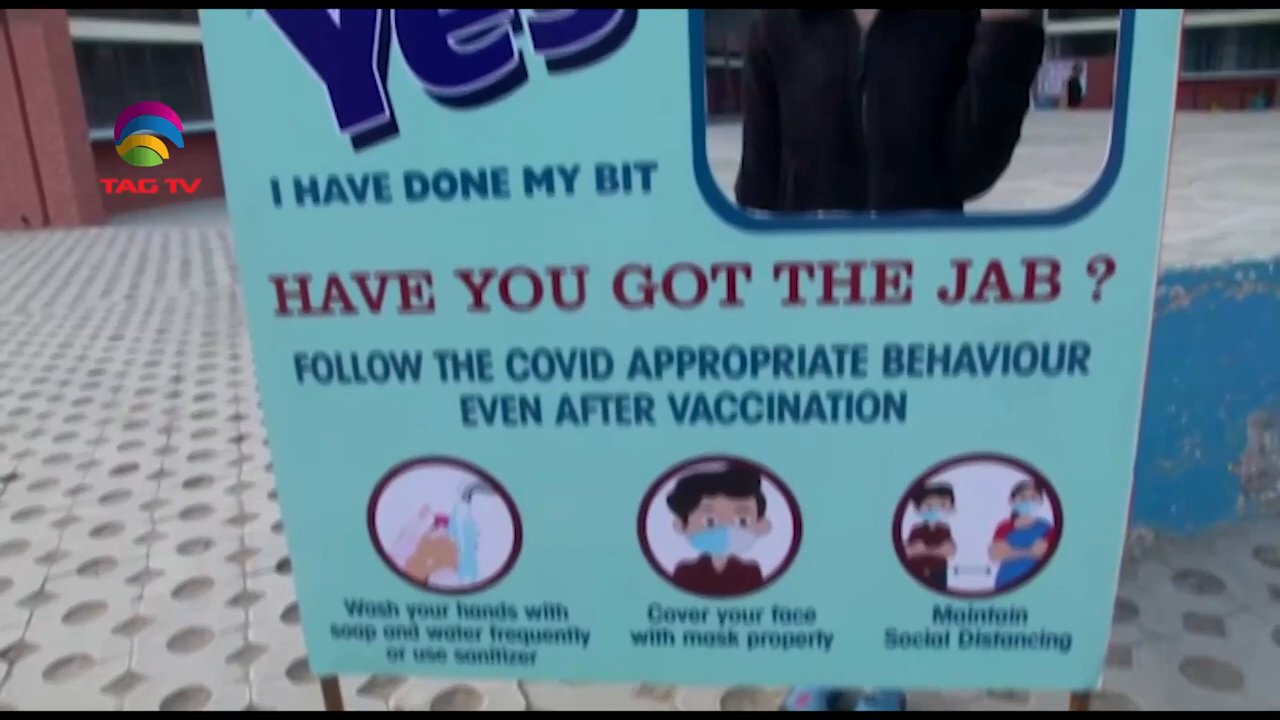 Yes
TAG TV
I HAVE DONE MY BIT
HAVE YOU GOT THE JAB ?
FOLLOW THE COVID APPROPRIATE BEHAVIOUR
EVEN AFTER VACCINATION
Wash your hands with
soap and water frequently
or use sanitizer
Cover your face
with mask properly
Maintain
Social Distancing